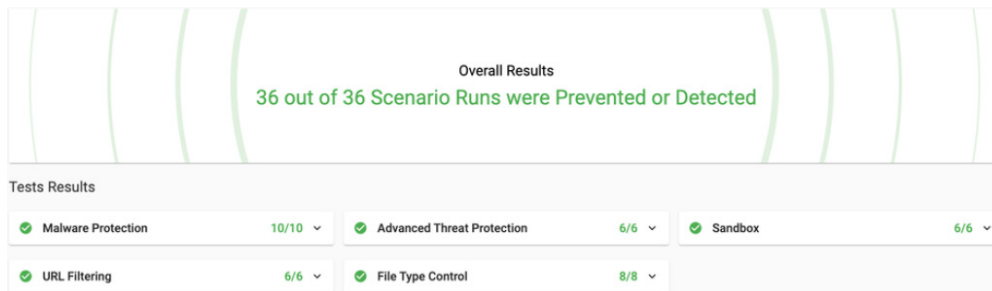 Overall Results
36 out of 36 Scenario Runs were Prevented or Detected
Tests Results
Malware Protection 10/10
Advanced Threat Protection 6/6
Sandbox 6/6
URL Filtering 6/6
File Type Control 8/8